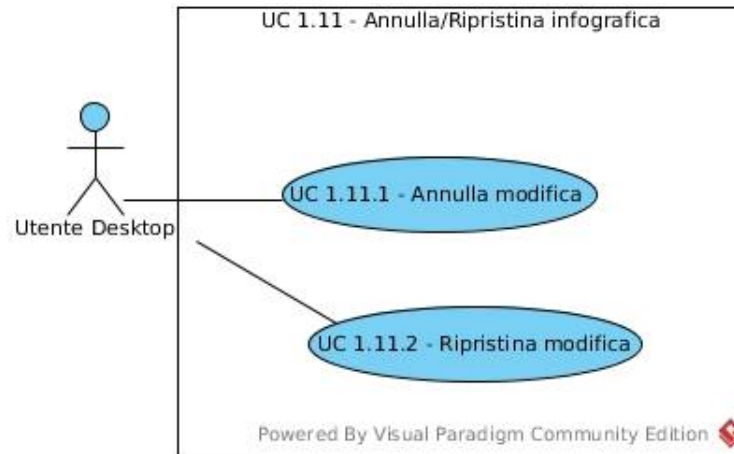 UC 1.11 - Annulla/Ripristina infografica
UC 1.11.1 - Annulla modifica
Utente Desktop
UC 1.11.2 - Ripristina modifica
Powered By Visual Paradigm Community Edition